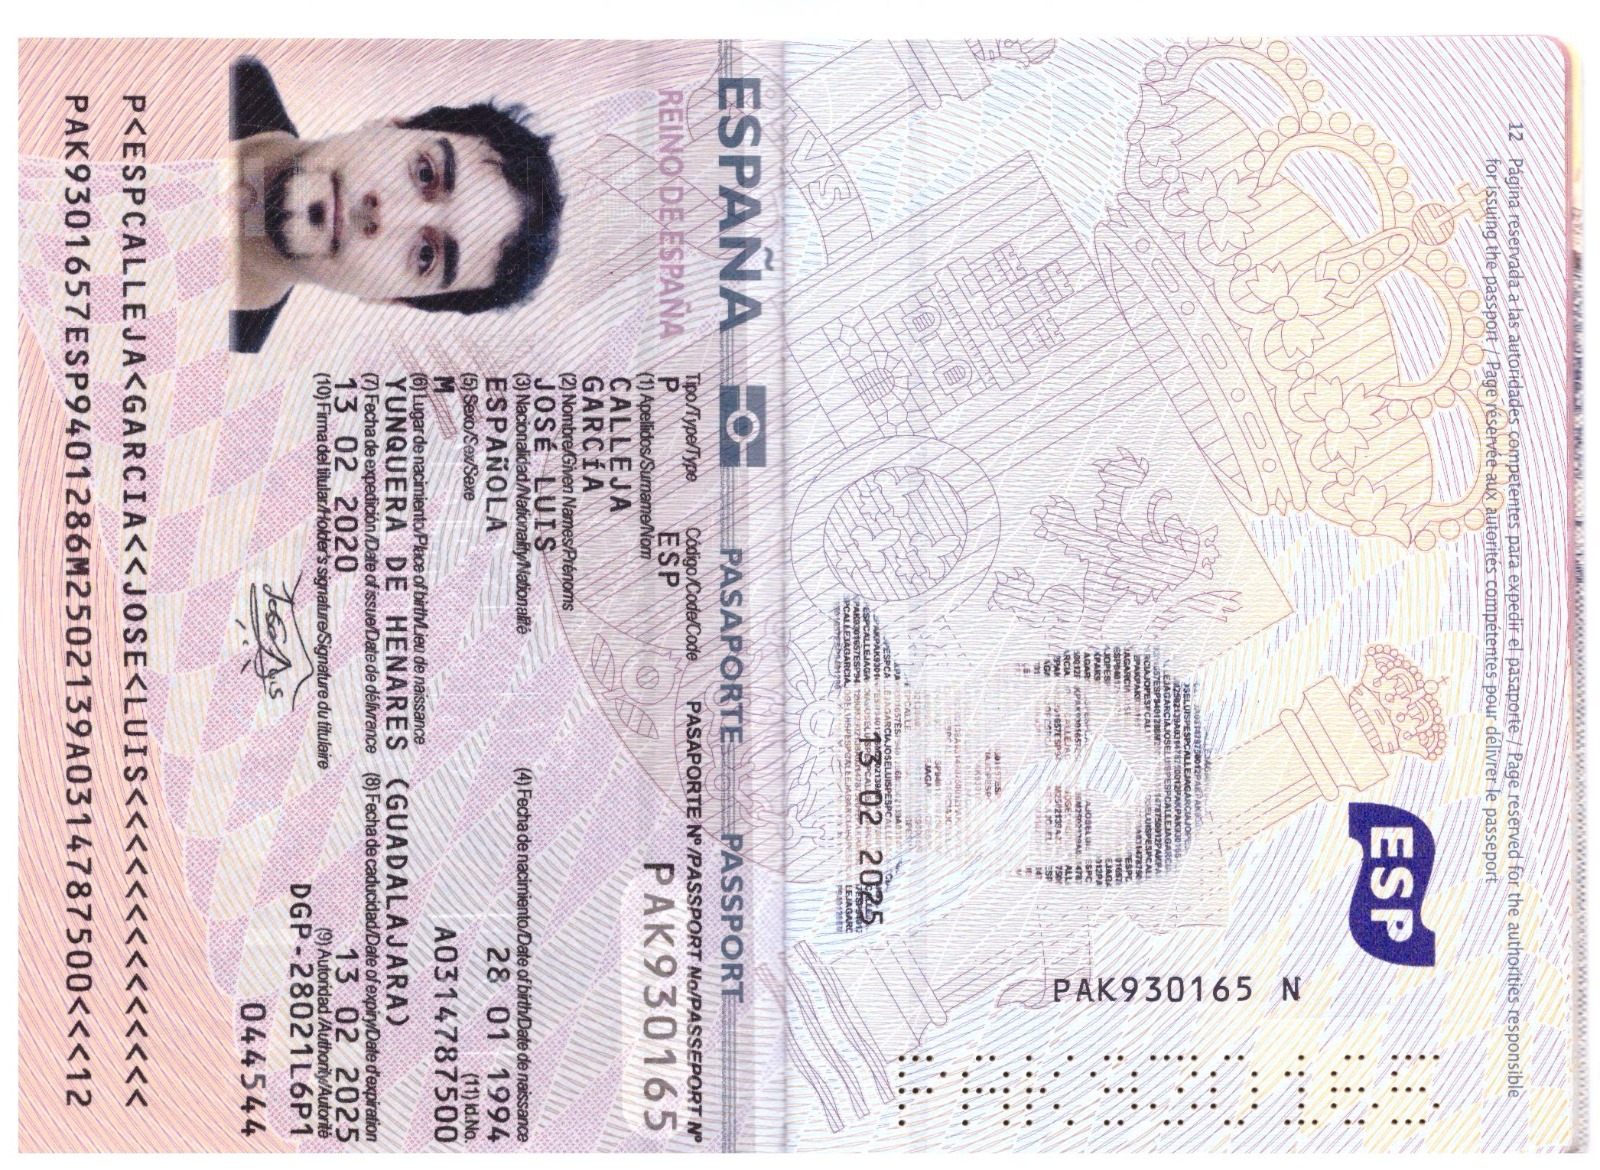 12 Página reservada a las autoridades competentes para expedir el pasaporte / Page reserved for the authorities responsible
for issuing the passport / Page réservée aux autorités compétentes pour délivrer le passeport
ESP
PAK930165 N
13 02 2025
ESPAÑA PASAPORTE PASSPORT
REINO DE ESPAÑA
Tipo/Type/Type Código/Code/Code PASAPORTE Nº/PASSPORT No/PASSEPORT Nº
P ESP PAK930165
(1) Apellidos/Surname/Nom
CALLEJA
GARCÍA
(2) Nombre/Given Names/Prénoms
JOSÉ LUIS
(3) Nacionalidad/Nationality/Nationalité (4) Fecha de nacimiento/Date of birth/Date de naissance
ESPAÑOLA 28 01 1994
(5) Sexo/Sex/Sexe (11) Id.No.
M A0314787500
(6) Lugar de nacimiento/Place of birth/Lieu de naissance
YUNQUERA DE HENARES (GUADALAJARA)
(7) Fecha de expedición/Date of issue/Date de délivrance (8) Fecha de caducidad/Date of expiry/Date d'expiration
13 02 2020 13 02 2025
(10) Firma del titular/Holder's signature/Signature du titulaire (9) Autoridad /Authority/Autorité
DGP-28021L6P1
José Luis
044544
P<ESPCALLEJA<GARCIA<<JOSE<LUIS<<<<<<<<<<<<<<
PAK9301657ESP9401286M2502139A0314787500<<<12